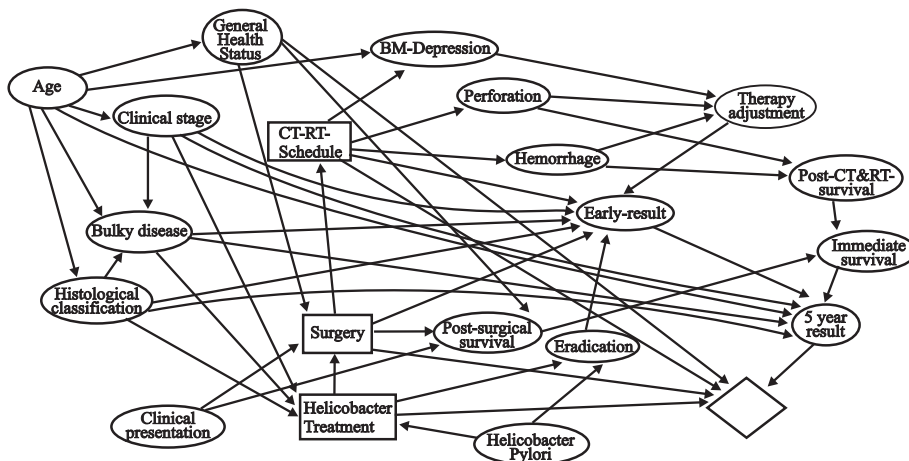 General
Health
Status
BM-Depression
Age
Perforation
Therapy
adjustment
Clinical stage
CT-RT-
Schedule
Hemorrhage
Post-CT&RT-
survival
Early-result
Bulky disease
Immediate
survival
Histological
classification
Surgery
Post-surgical
survival
Eradication
5 year
result
Clinical
presentation
Helicobacter
Treatment
Helicobacter
Pylori